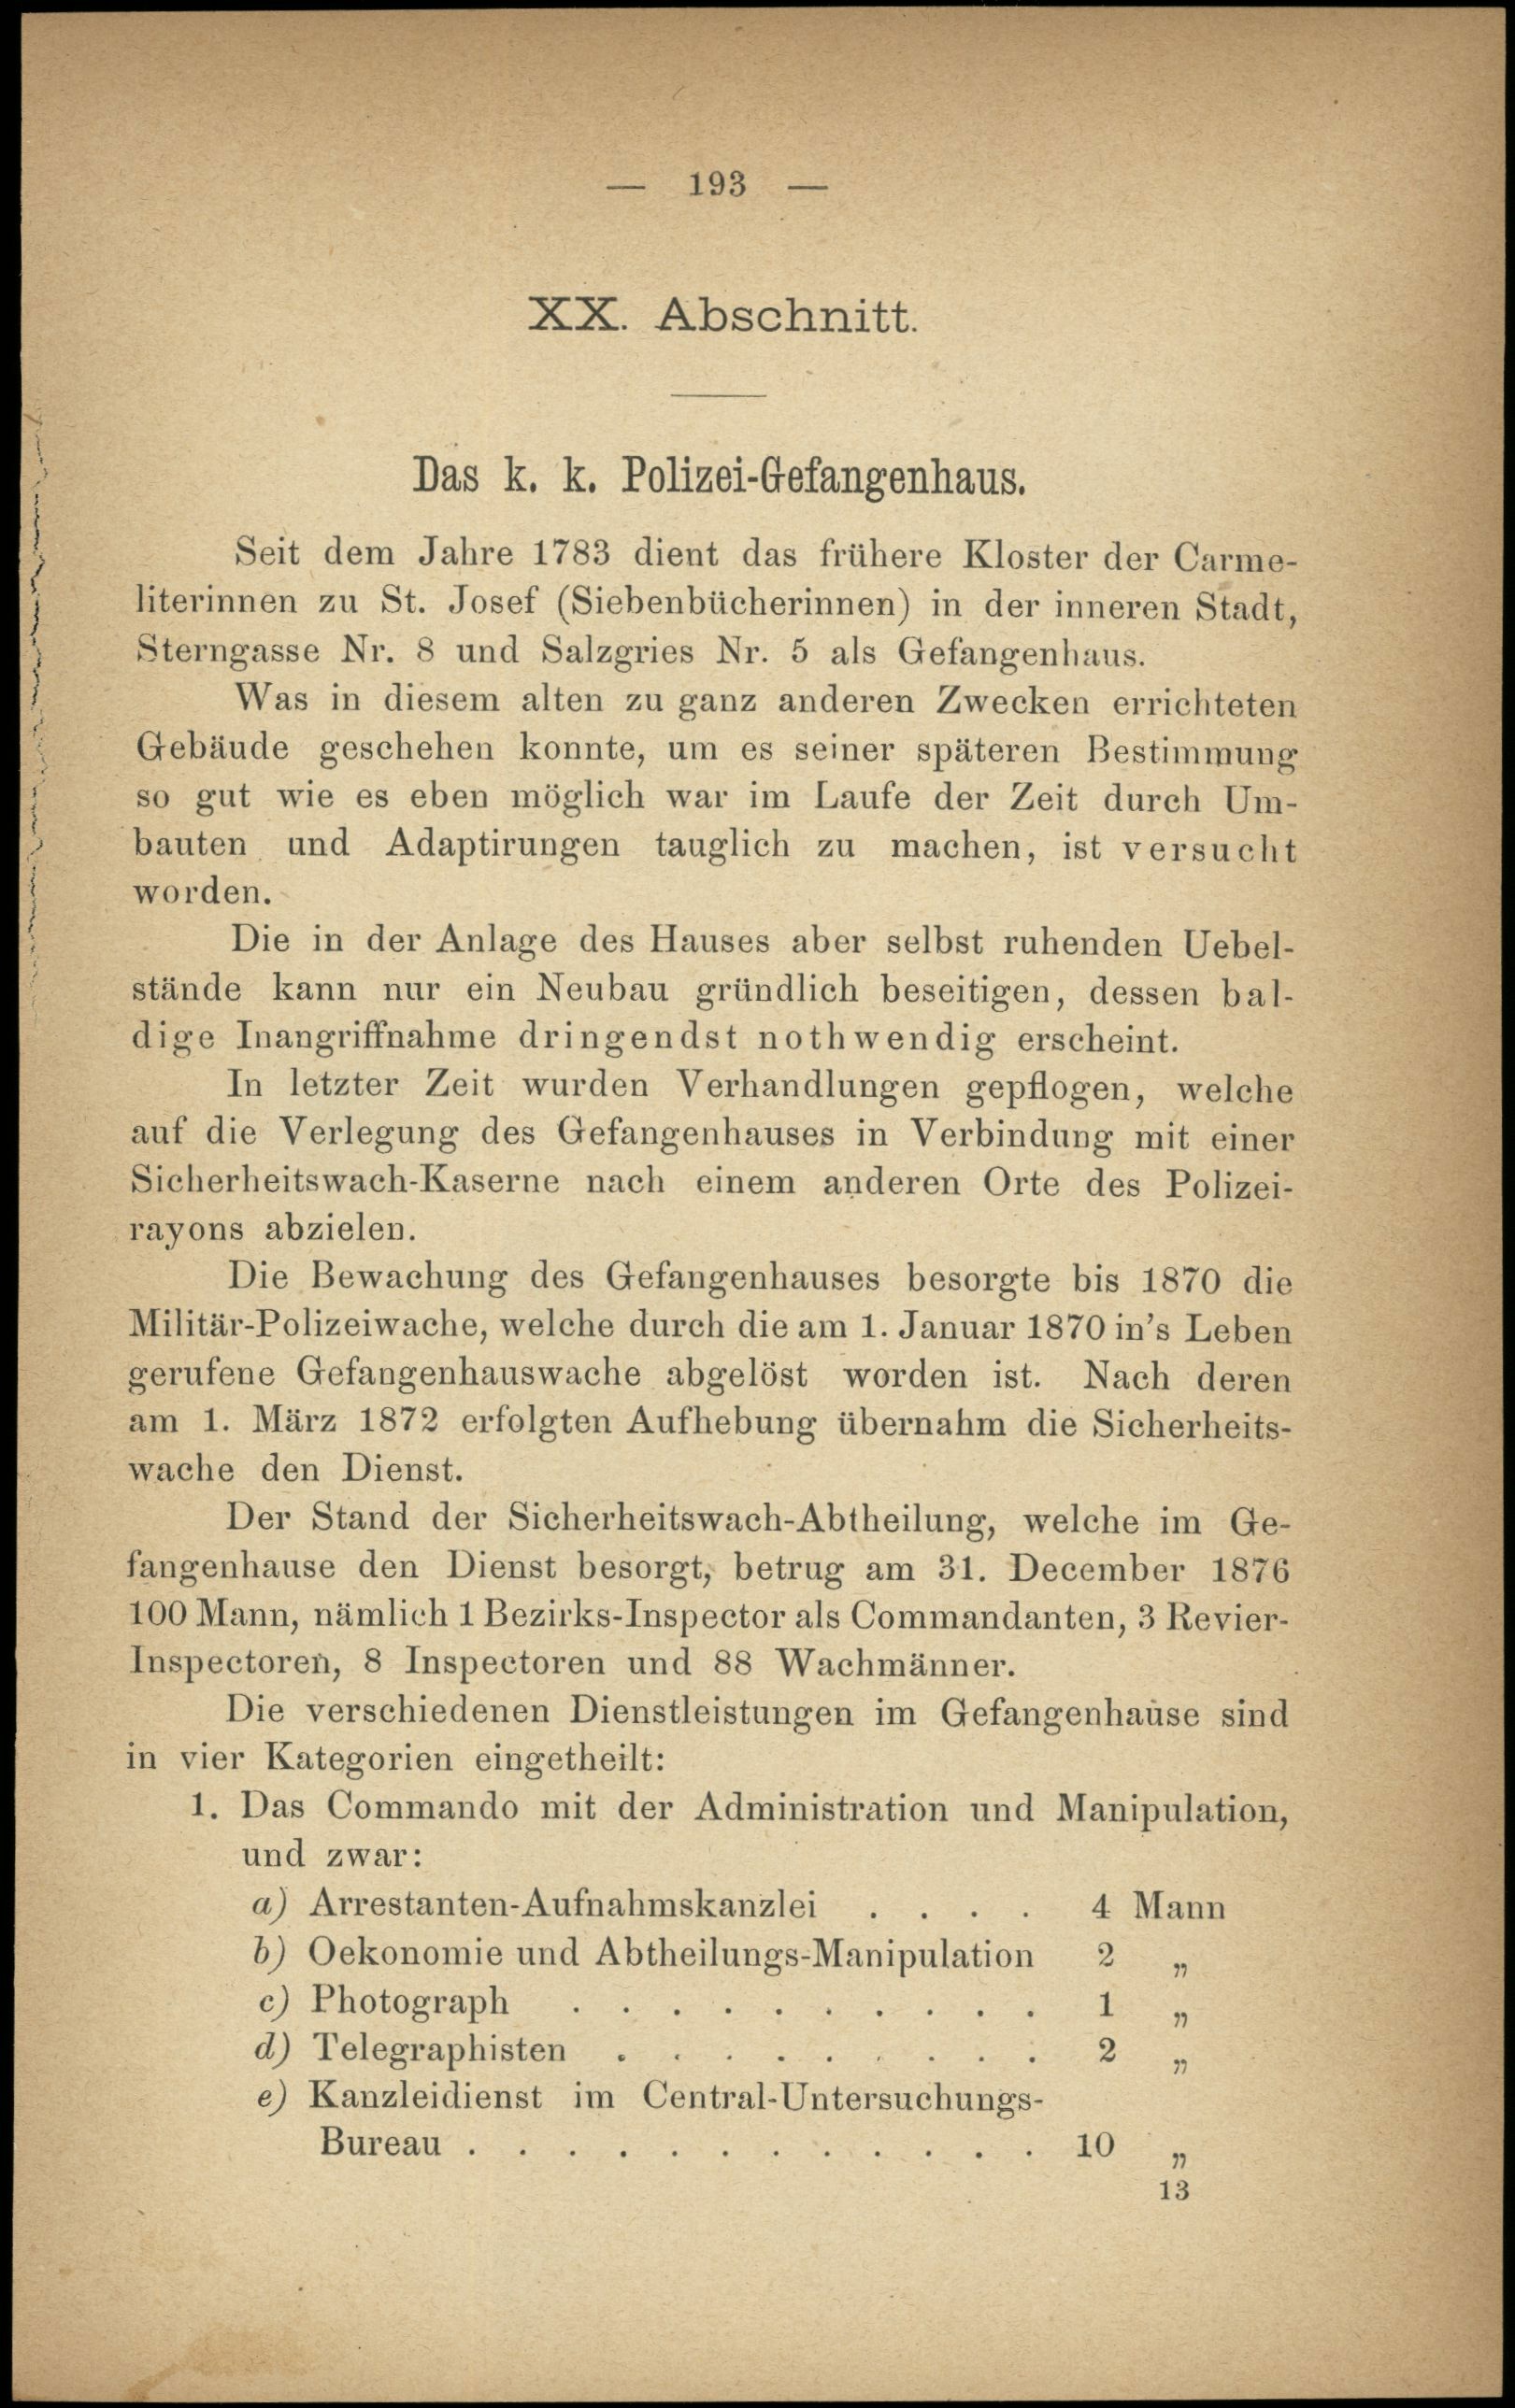 — 193 —
XX. Abschnitt.
Das k. k. Polizei-Gefangenhaus.
Seit dem Jahre 1783 dient das frühere Kloster der Carme-
literinnen zu St. Josef (Siebenbücherinnen) in der inneren Stadt,
Sterngasse Nr. 8 und Salzgries Nr. 5 als Gefangenhaus.
Was in diesem alten zu ganz anderen Zwecken errichteten
Gebäude geschehen konnte, um es seiner späteren Bestimmung
so gut wie es eben möglich war im Laufe der Zeit durch Um-
bauten und Adaptirungen tauglich zu machen, ist versucht
worden.
Die in der Anlage des Hauses aber selbst ruhenden Uebel-
stände kann nur ein Neubau gründlich beseitigen, dessen bal-
dige Inangriffnahme dringendst nothwendig erscheint.
In letzter Zeit wurden Verhandlungen gepflogen, welche
auf die Verlegung des Gefangenhauses in Verbindung mit einer
Sicherheitswach-Kaserne nach einem anderen Orte des Polizei-
rayons abzielen.
Die Bewachung des Gefangenhauses besorgte bis 1870 die
Militär-Polizeiwache, welche durch die am 1. Januar 1870 in's Leben
gerufene Gefangenhauswache abgelöst worden ist. Nach deren
am 1. März 1872 erfolgten Aufhebung übernahm die Sicherheits-
wache den Dienst.
Der Stand der Sicherheitswach-Abtheilung, welche im Ge-
fangenhause den Dienst besorgt, betrug am 31. December 1876
100 Mann, nämlich 1 Bezirks-Inspector als Commandanten, 3 Revier-
Inspectoren, 8 Inspectoren und 88 Wachmänner.
Die verschiedenen Dienstleistungen im Gefangenhause sind
in vier Kategorien eingetheilt:
1. Das Commando mit der Administration und Manipulation,
und zwar:
a) Arrestanten-Aufnahmskanzlei . . . . 4 Mann
b) Oekonomie und Abtheilungs-Manipulation 2 „
c) Photograph . . . . . . . . . . 1 „
d) Telegraphisten . . . . . . . . . 2 „
e) Kanzleidienst im Central-Untersuchungs-
Bureau . . . . . . . . . . . . 10 „
13